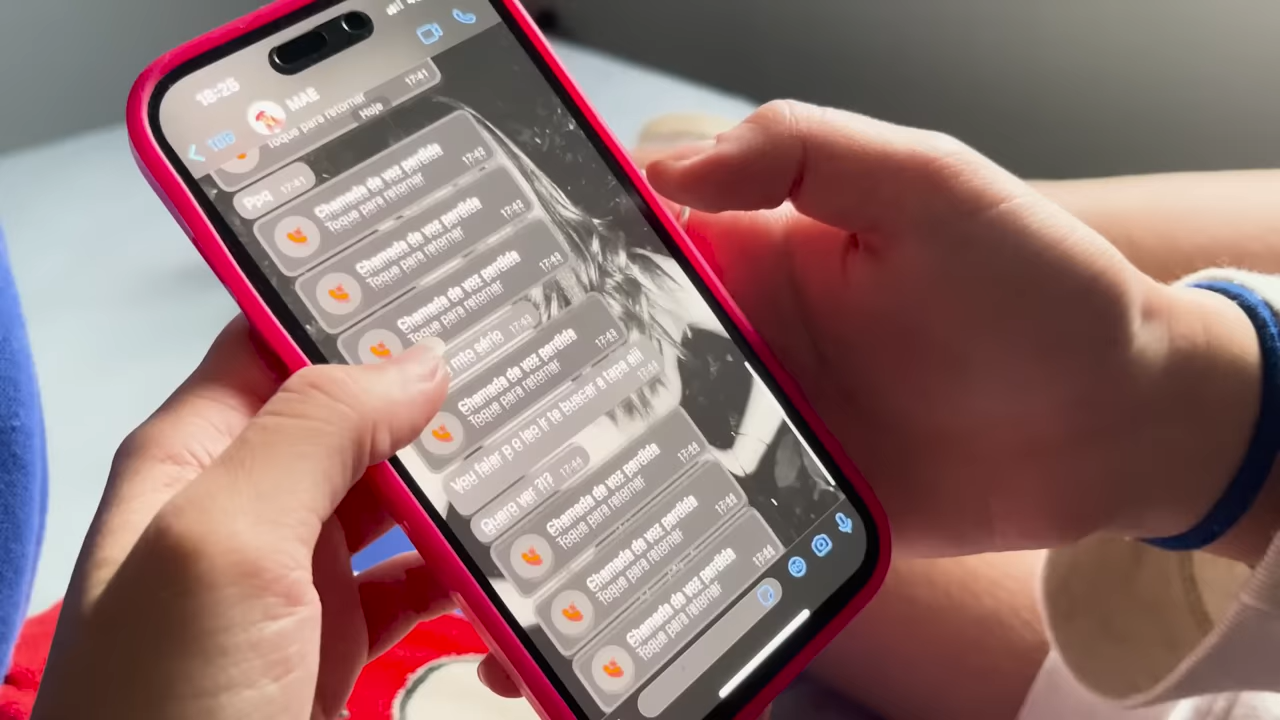 18:26
186
MAE
Toque para retornar 17:41
Hoje
Ppq 17:41
Chamada de voz perdida
Toque para retornar 17:42
Chamada de voz perdida
Toque para retornar 17:42
Chamada de voz perdida
Toque para retornar 17:43
mte sério 17:43
Chamada de voz perdida
Toque para retornar 17:43
Vou falar p o leo ir te buscar a tapa aiii 17:43
Quero ver ?!? 17:44
Chamada de voz perdida
Toque para retornar 17:44
Chamada de voz perdida
Toque para retornar 17:44
Chamada de voz perdida
Toque para retornar 17:44